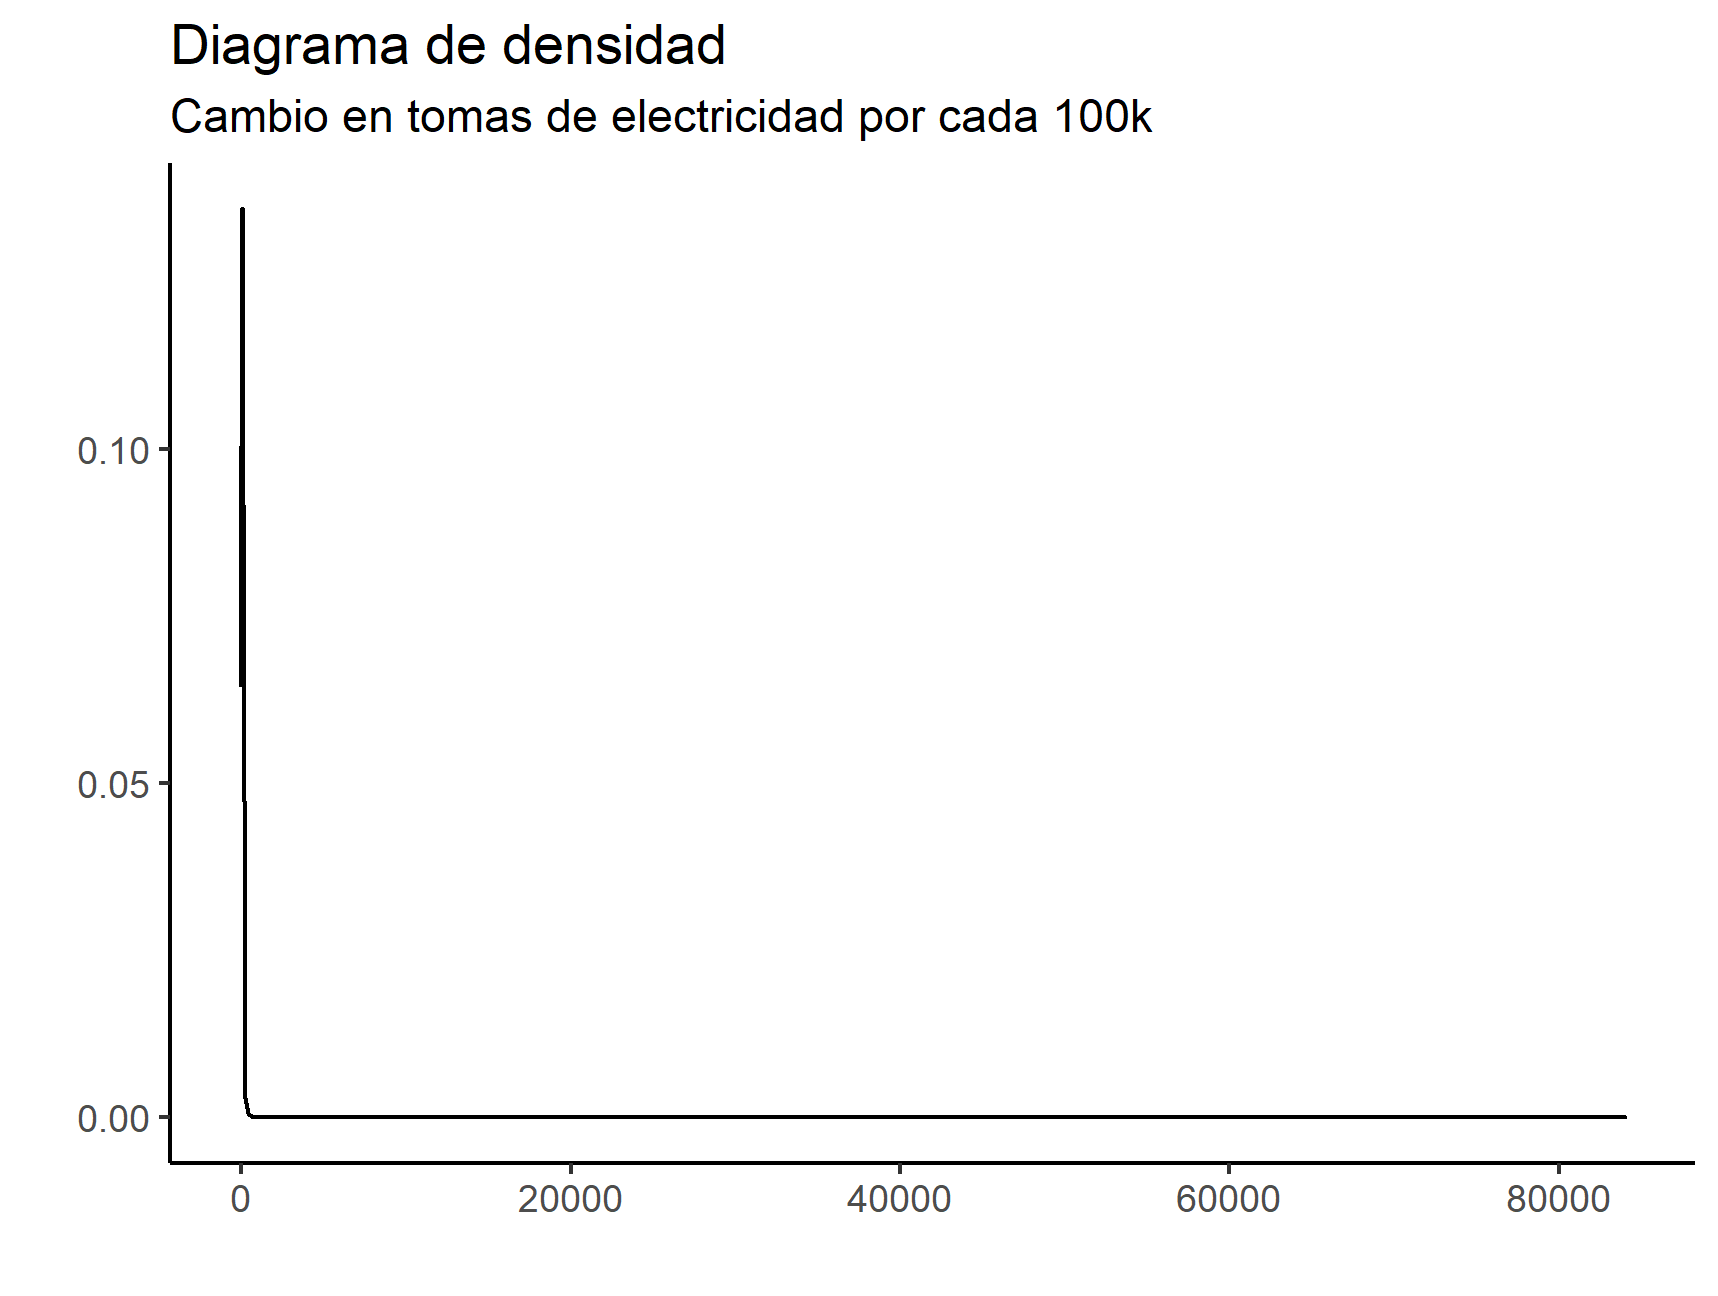 Diagrama de densidad
Cambio en tomas de electricidad por cada 100k
0.10
0.05
0.00
0 20000 40000 60000 80000